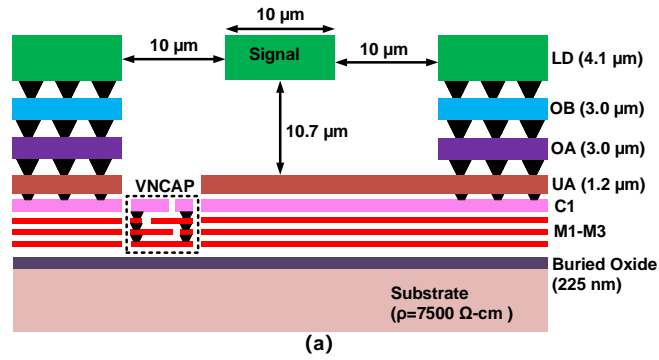 10 µm
10 µm
Signal
10 µm
LD (4.1 µm)
OB (3.0 µm)
10.7 µm
OA (3.0 µm)
VNCAP
UA (1.2 µm)
C1
M1-M3
Buried Oxide
(225 nm)
Substrate
(ρ=7500 Ω-cm )
(a)